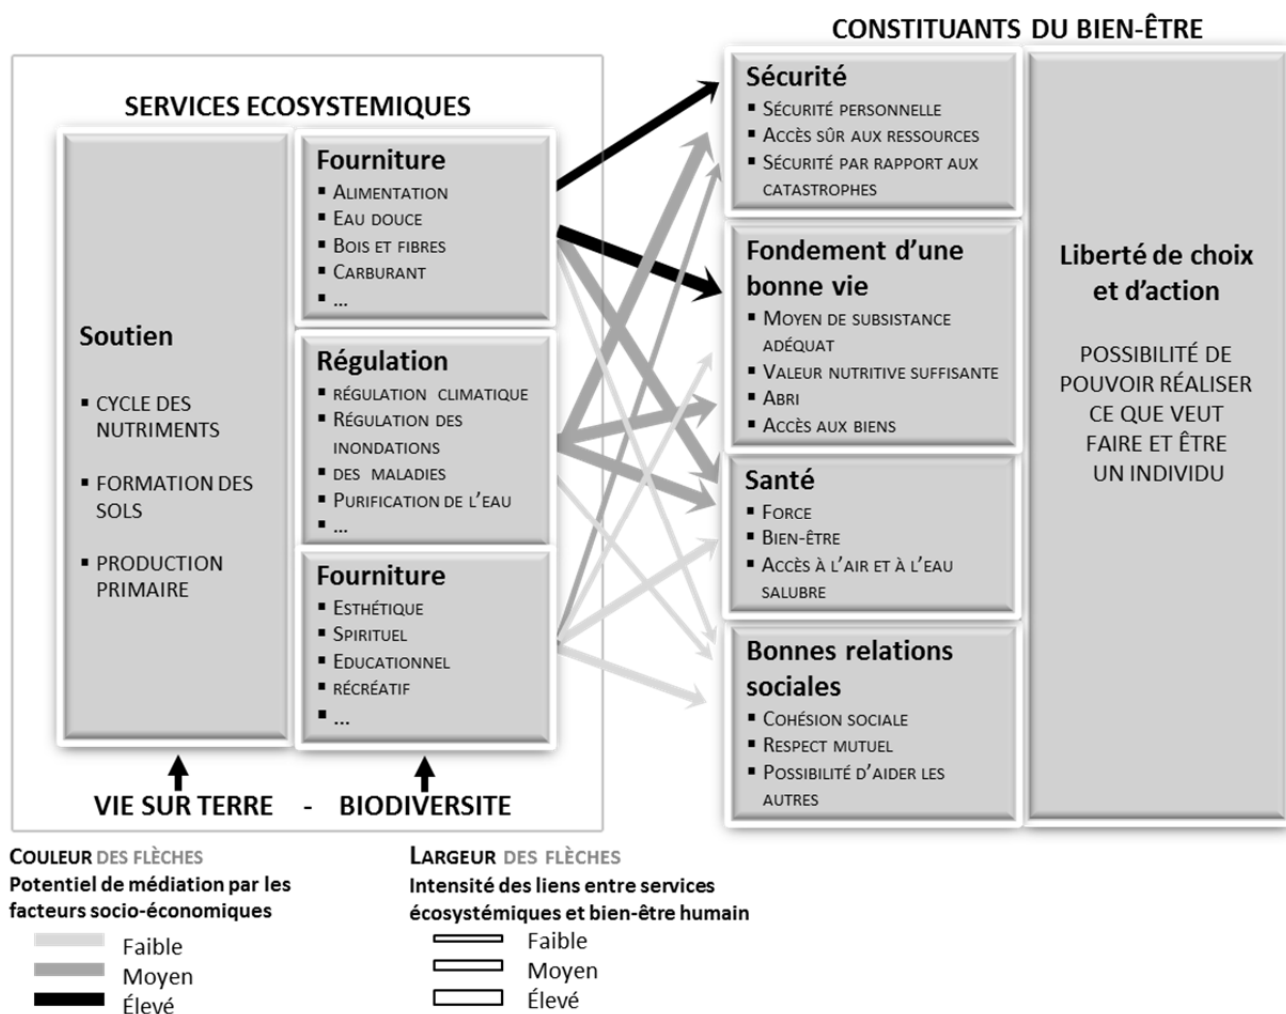 CONSTITUANTS DU BIEN-ÊTRE
SERVICES ECOSYSTEMIQUES
Soutien
▪ CYCLE DES
NUTRIMENTS
▪ FORMATION DES
SOLS
▪ PRODUCTION
PRIMAIRE
Fourniture
▪ ALIMENTATION
▪ EAU DOUCE
▪ BOIS ET FIBRES
▪ CARBURANT
▪ ...
Régulation
▪ RÉGULATION CLIMATIQUE
▪ RÉGULATION DES
INONDATIONS
▪ DES MALADIES
▪ PURIFICATION DE L'EAU
▪ ...
Fourniture
▪ ESTHÉTIQUE
▪ SPIRITUEL
▪ EDUCATIONNEL
▪ RÉCRÉATIF
▪ ...
VIE SUR TERRE - BIODIVERSITE
Sécurité
▪ SÉCURITÉ PERSONNELLE
▪ ACCÈS SÛR AUX RESSOURCES
▪ SÉCURITÉ PAR RAPPORT AUX
CATASTROPHES
Fondement d'une
bonne vie
▪ MOYEN DE SUBSISTANCE
ADÉQUAT
▪ VALEUR NUTRITIVE SUFFISANTE
▪ ABRI
▪ ACCÈS AUX BIENS
Santé
▪ FORCE
▪ BIEN-ÊTRE
▪ ACCÈS À L'AIR ET À L'EAU
SALUBRE
Bonnes relations
sociales
▪ COHÉSION SOCIALE
▪ RESPECT MUTUEL
▪ POSSIBILITÉ D'AIDER LES
AUTRES
Liberté de choix
et d'action
POSSIBILITÉ DE
POUVOIR RÉALISER
CE QUE VEUT
FAIRE ET ÊTRE
UN INDIVIDU
COULEUR DES FLÈCHES
Potentiel de médiation par les
facteurs socio-économiques
Faible
Moyen
Élevé
LARGEUR DES FLÈCHES
Intensité des liens entre services
écosystémiques et bien-être humain
Faible
Moyen
Élevé